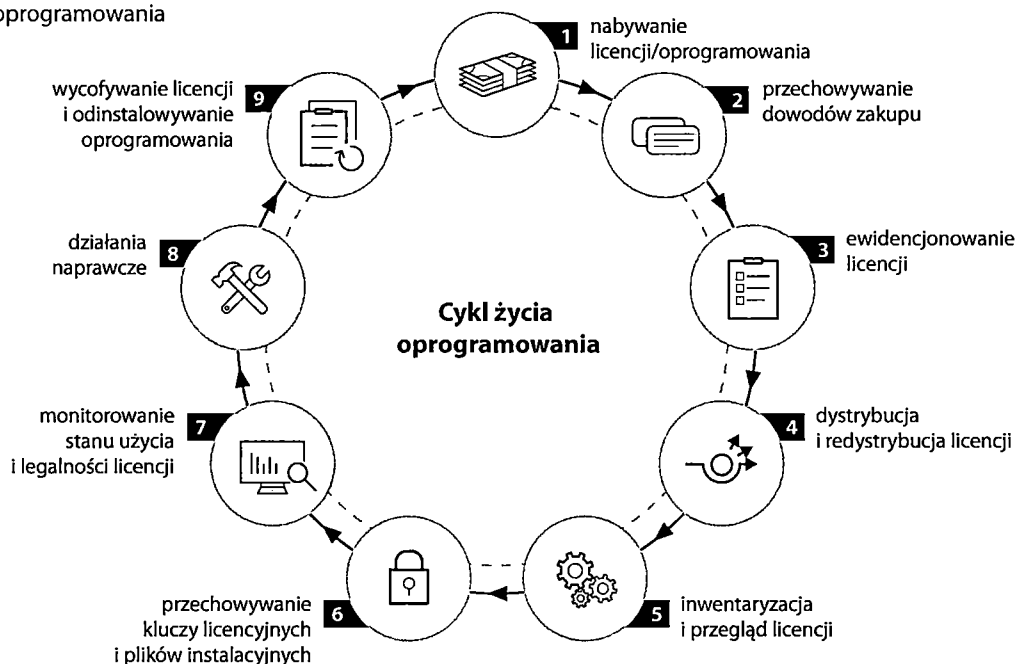 oprogramowania
1
nabywanie
licencji/oprogramowania
2
przechowywanie
dowodów zakupu
3
ewidencjonowanie
licencji
4
dystrybucja
i redystrybucja licencji
5
inwentaryzacja
i przegląd licencji
6
przechowywanie
kluczy licencyjnych
i plików instalacyjnych
7
monitorowanie
stanu użycia
i legalności licencji
8
działania
naprawcze
9
wycofywanie licencji
i odinstalowywanie
oprogramowania
Cykl życia
oprogramowania